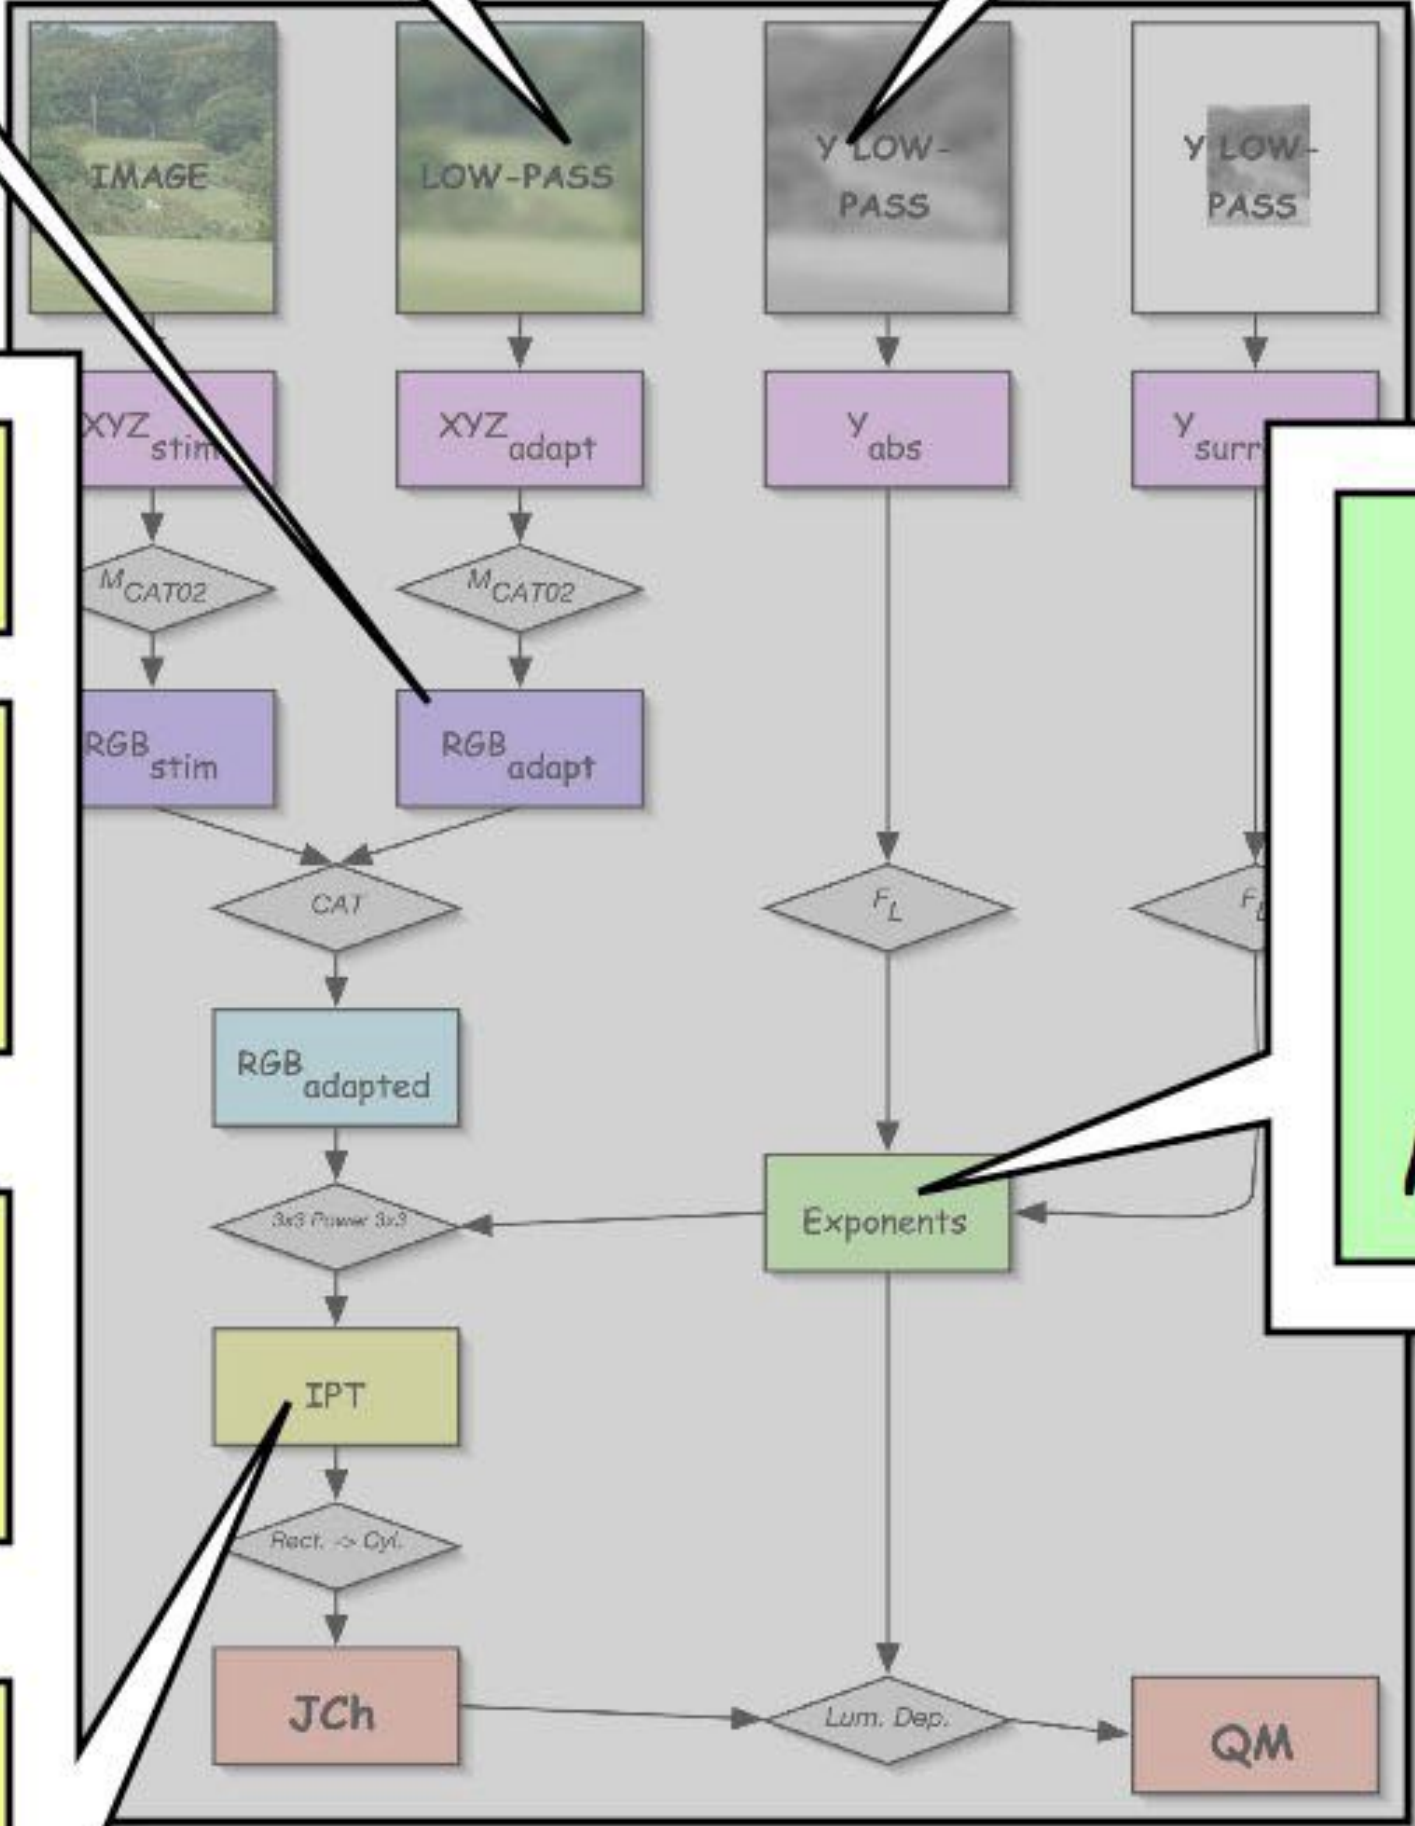 IMAGE
LOW-PASS
Y LOW-
PASS
Y LOW-
PASS
XYZ stim
XYZ adapt
Y abs
Y surr
M CAT02
M CAT02
RGB stim
RGB adapt
CAT
F L
F L
RGB adapted
3x3 Power 3x3
Exponents
IPT
Rect. -> Cyl.
JCh
Lum. Dep.
QM